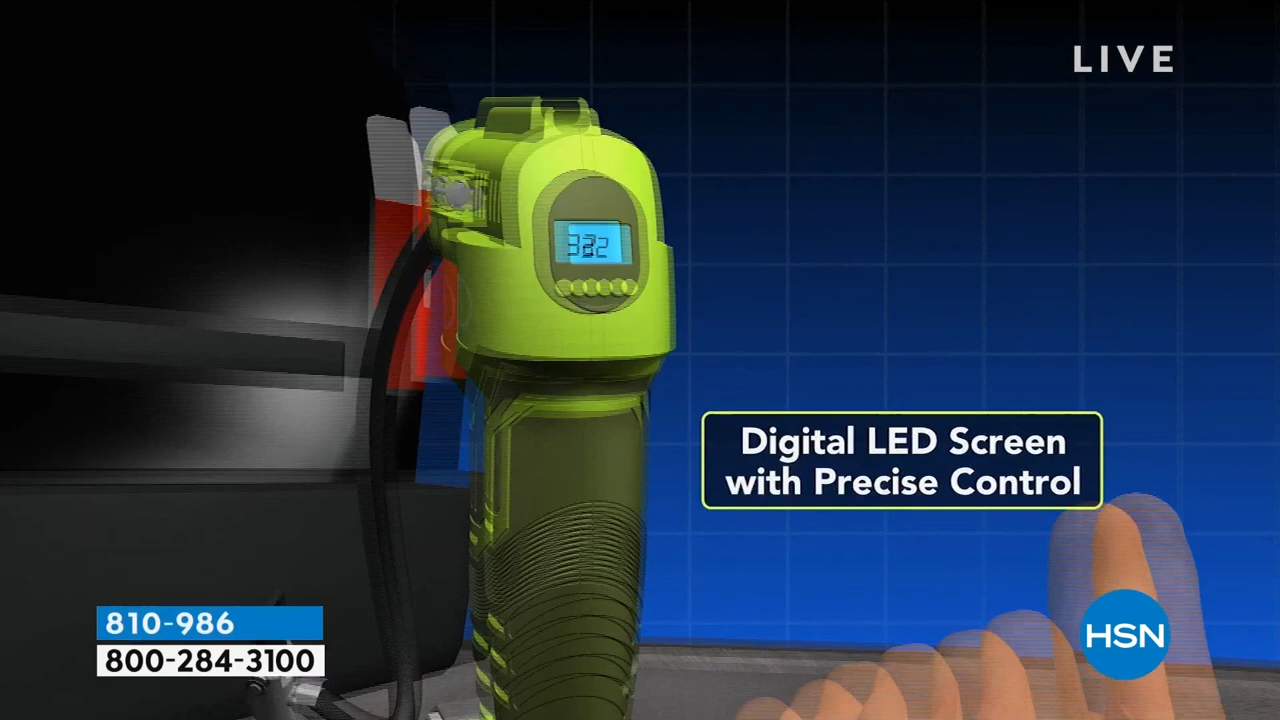 LIVE
Digital LED Screen
with Precise Control
810-986
800-284-3100
HSN